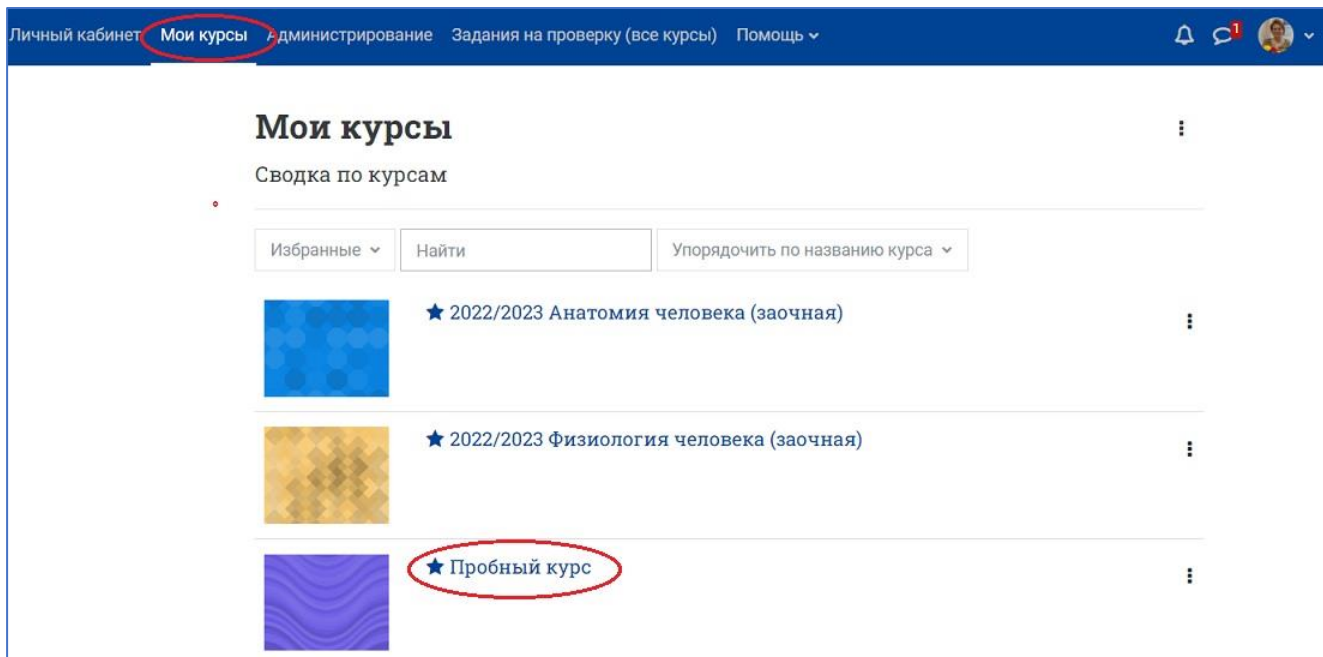 Личный кабинет Мои курсы Администрирование Задания на проверку (все курсы) Помощь 1
Мои курсы
Сводка по курсам
Избранные Найти Упорядочить по названию курса
2022/2023 Анатомия человека (заочная)
2022/2023 Физиология человека (заочная)
Пробный курс